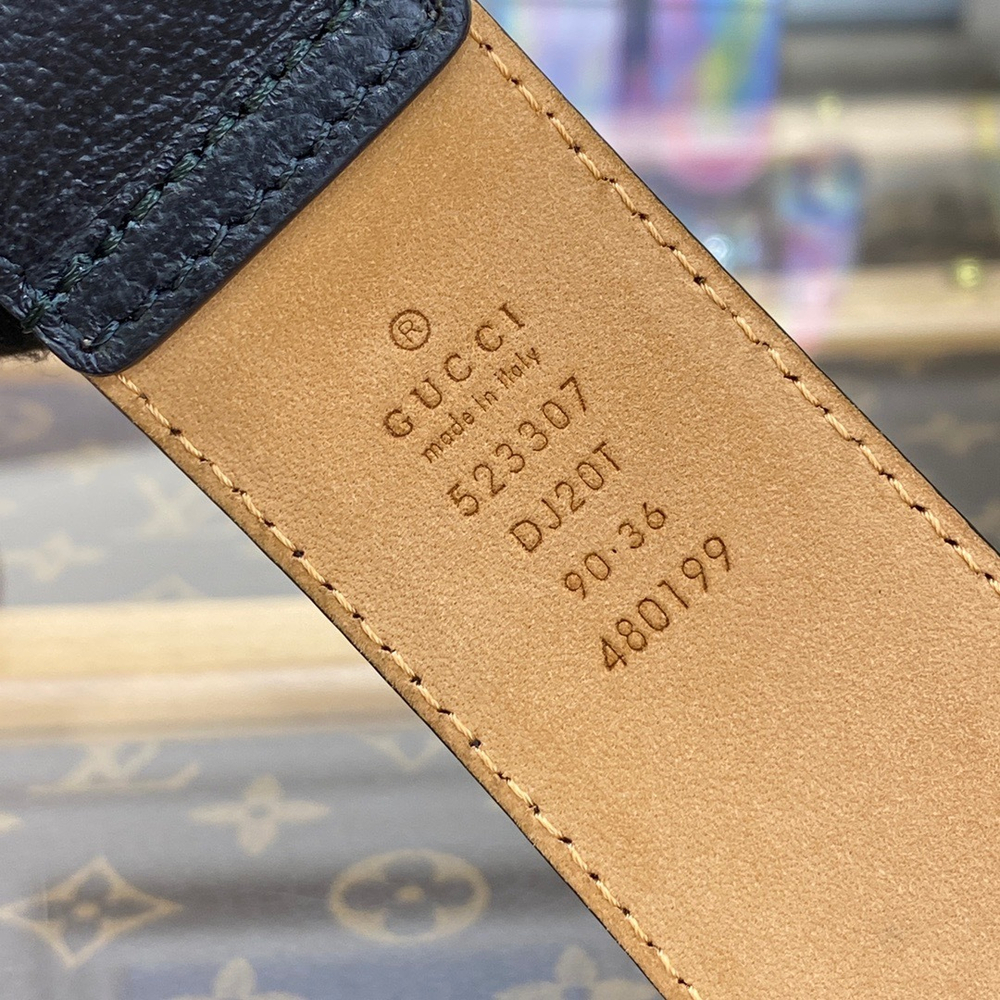 ®
GUCCI
made in italy
523307
DJ20T
90·36
480199